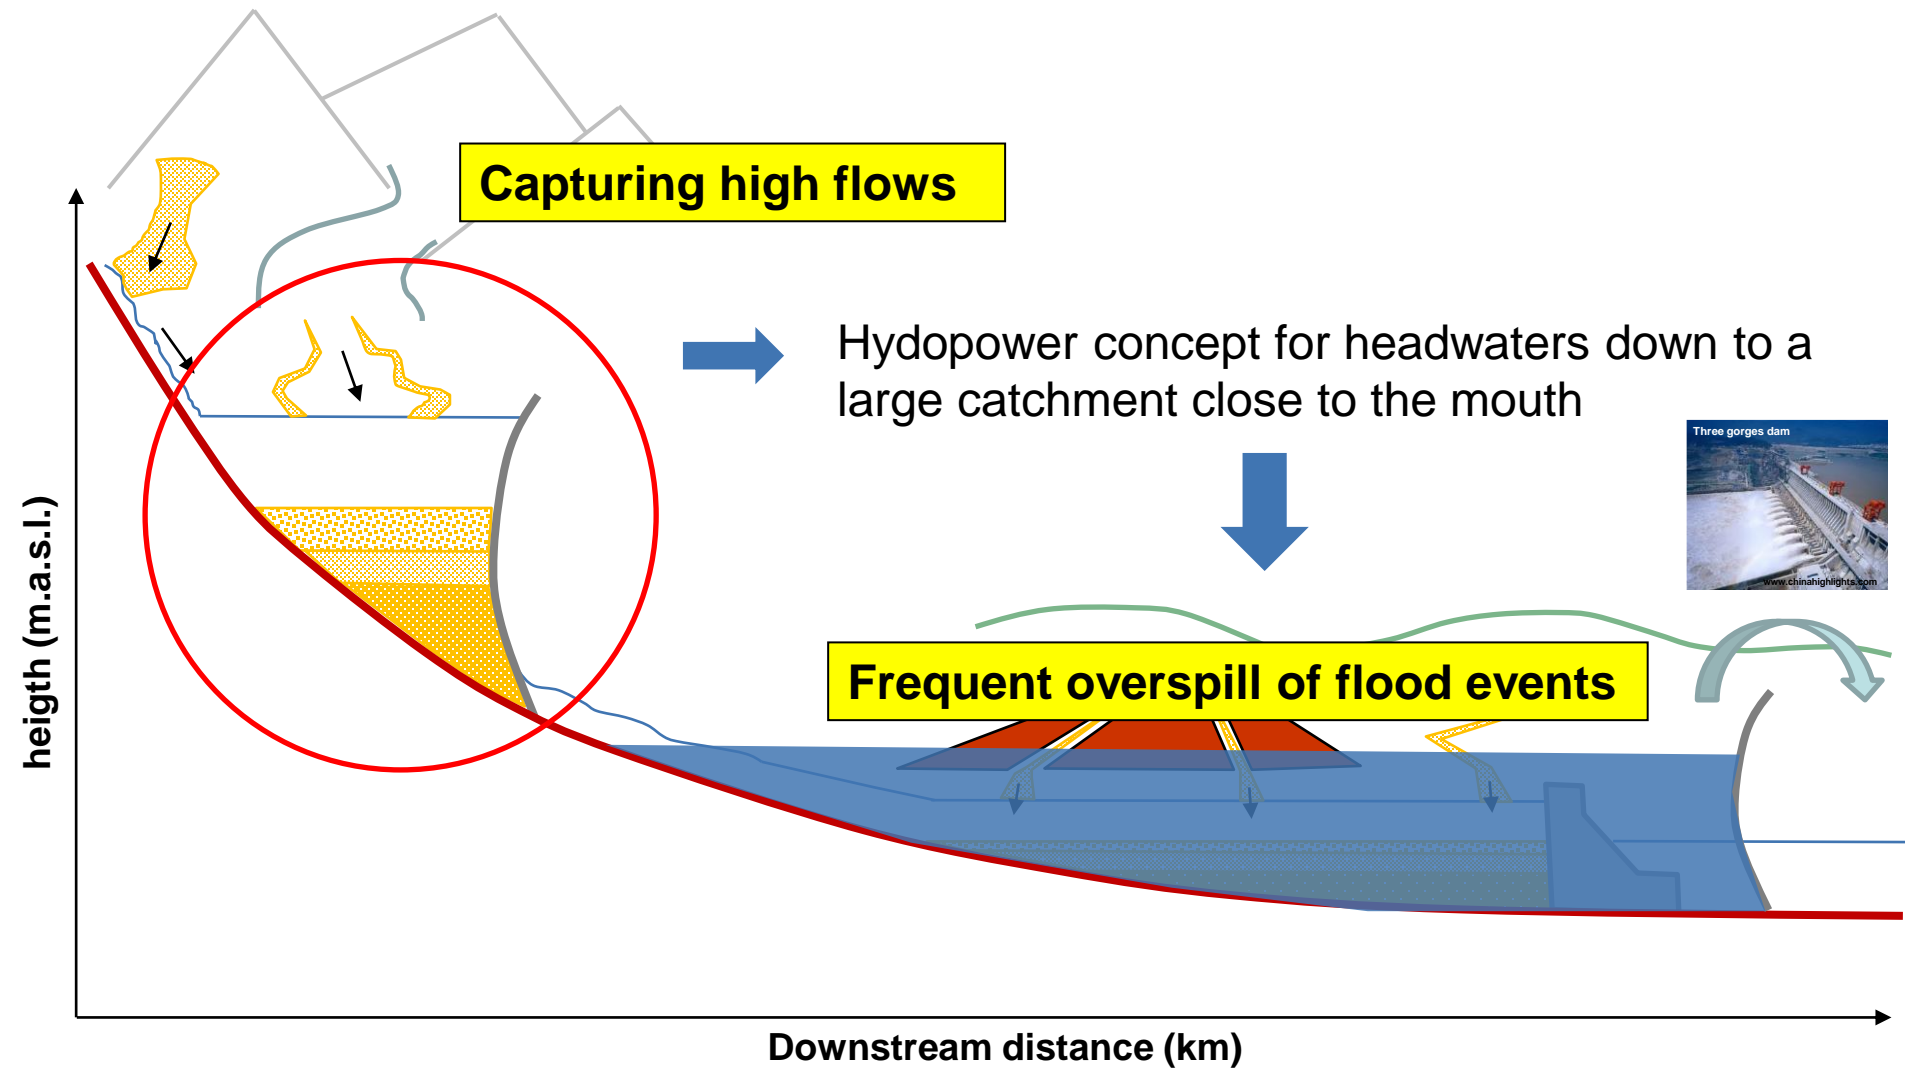 Capturing high flows
Hydopower concept for headwaters down to a
large catchment close to the mouth
Three gorges dam
www.chinahighlights.com
Frequent overspill of flood events
heigth (m.a.s.l.)
Downstream distance (km)